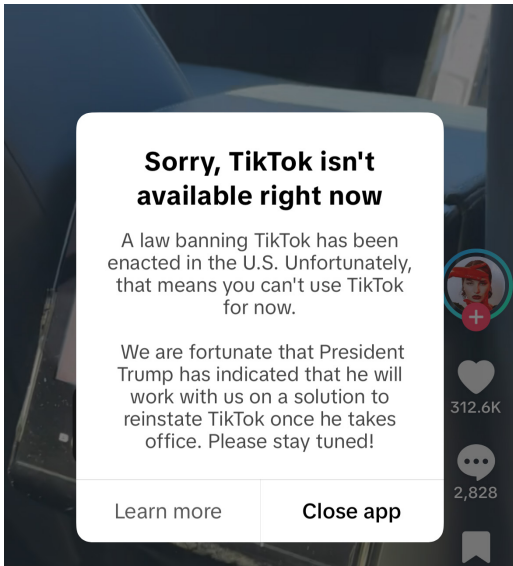 Sorry, TikTok isn't
available right now
A law banning TikTok has been
enacted in the U.S. Unfortunately,
that means you can't use TikTok
for now.
We are fortunate that President
Trump has indicated that he will
work with us on a solution to
reinstate TikTok once he takes
office. Please stay tuned!
Learn more
Close app
312.6K
2,828